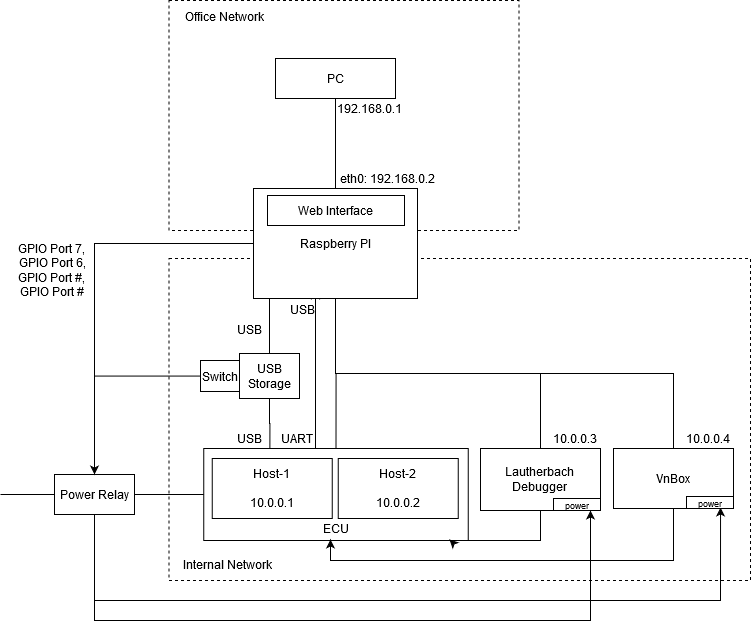 Office Network
PC
192.168.0.1
eth0: 192.168.0.2
Web Interface
Raspberry PI
GPIO Port 7,
GPIO Port 6,
GPIO Port #,
GPIO Port #
USB
USB
Switch
USB
Storage
USB
UART
10.0.0.3
10.0.0.4
Host-1
10.0.0.1
Host-2
10.0.0.2
ECU
Lautherbach
Debugger
power
VnBox
power
Power Relay
Internal Network